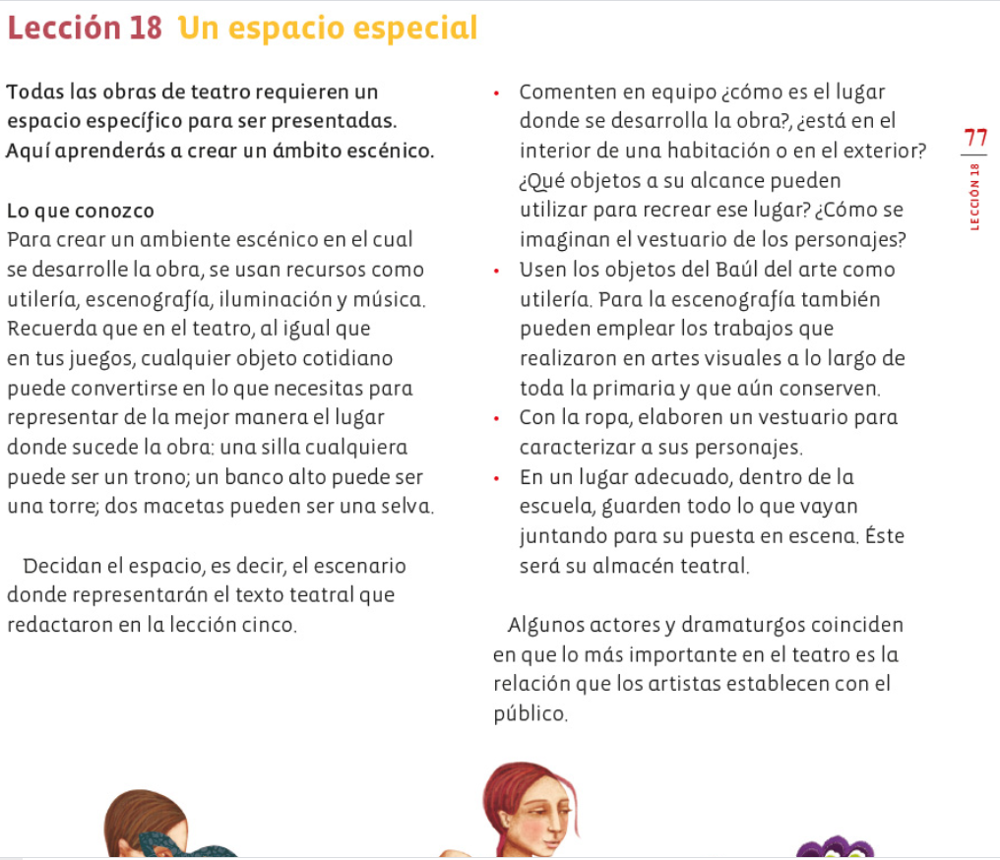 Lección 18 Un espacio especial
Todas las obras de teatro requieren un
espacio específico para ser presentadas.
Aquí aprenderás a crear un ámbito escénico.
Lo que conozco
Para crear un ambiente escénico en el cual
se desarrolle la obra, se usan recursos como
utilería, escenografía, iluminación y música.
Recuerda que en el teatro, al igual que
en tus juegos, cualquier objeto cotidiano
puede convertirse en lo que necesitas para
representar de la mejor manera el lugar
donde sucede la obra: una silla cualquiera
puede ser un trono; un banco alto puede ser
una torre; dos macetas pueden ser una selva.
Decidan el espacio, es decir, el escenario
donde representarán el texto teatral que
redactaron en la lección cinco.
• Comenten en equipo ¿cómo es el lugar
donde se desarrolla la obra?, ¿está en el
interior de una habitación o en el exterior?
¿Qué objetos a su alcance pueden
utilizar para recrear ese lugar? ¿Cómo se
imaginan el vestuario de los personajes?
• Usen los objetos del Baúl del arte como
utilería. Para la escenografía también
pueden emplear los trabajos que
realizaron en artes visuales a lo largo de
toda la primaria y que aún conserven.
• Con la ropa, elaboren un vestuario para
caracterizar a sus personajes.
• En un lugar adecuado, dentro de la
escuela, guarden todo lo que vayan
juntando para su puesta en escena. Éste
será su almacén teatral.
Algunos actores y dramaturgos coinciden
en que lo más importante en el teatro es la
relación que los artistas establecen con el
público.
77
LECCIÓN 18